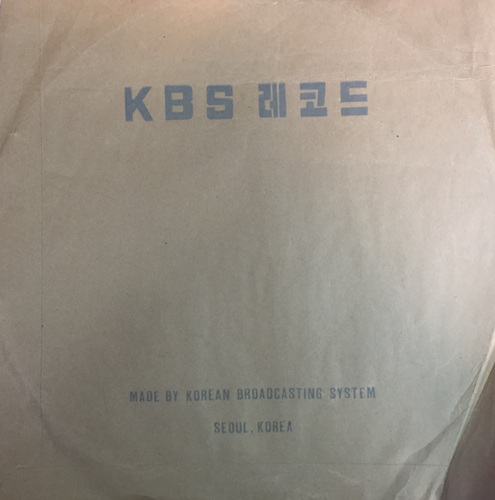 KBS 레코드
MADE BY KOREAN BROADCASTING SYSTEM
SEOUL, KOREA